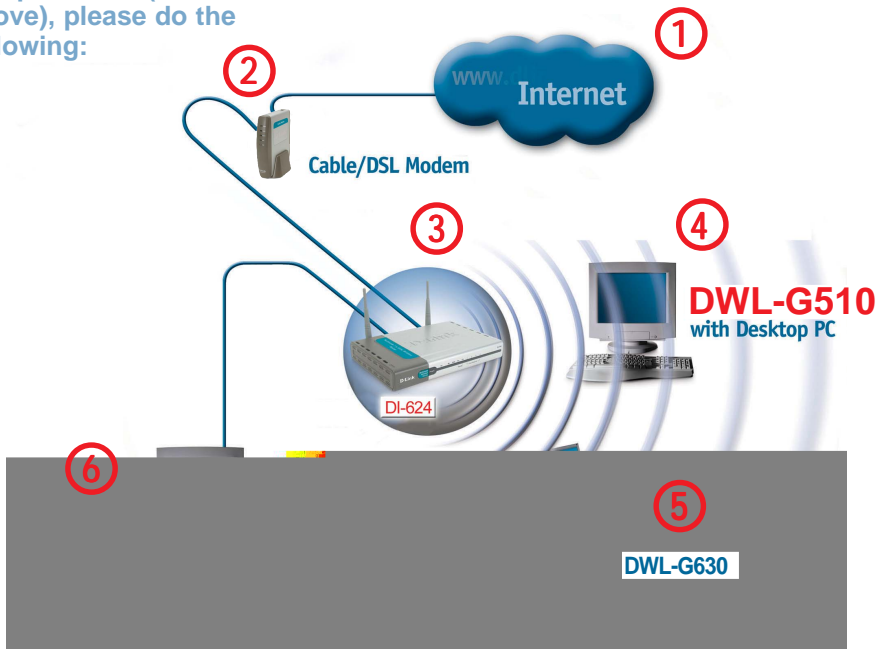 ove), please do the
lowing:
1
2
www.
Internet
Cable/DSL Modem
3
4
DWL-G510
with Desktop PC
D-Link
DI-624
6
5
DWL-G630